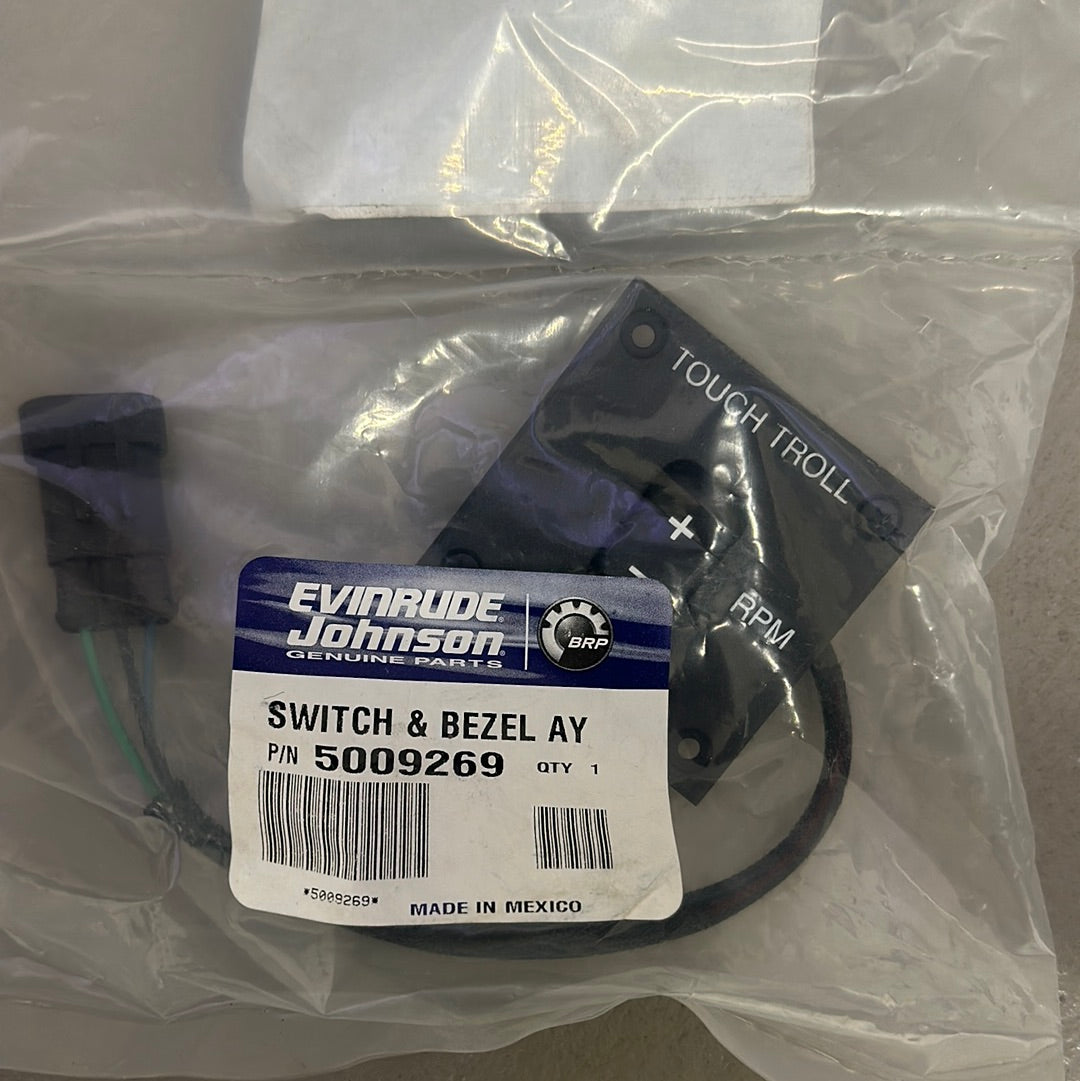 TOUCH TROLL
+
-
RPM
EVINRUDE
Johnson
GENUINE PARTS
BRP
SWITCH & BEZEL AY
P/N 5009269 QTY 1
*5009269*
MADE IN MEXICO